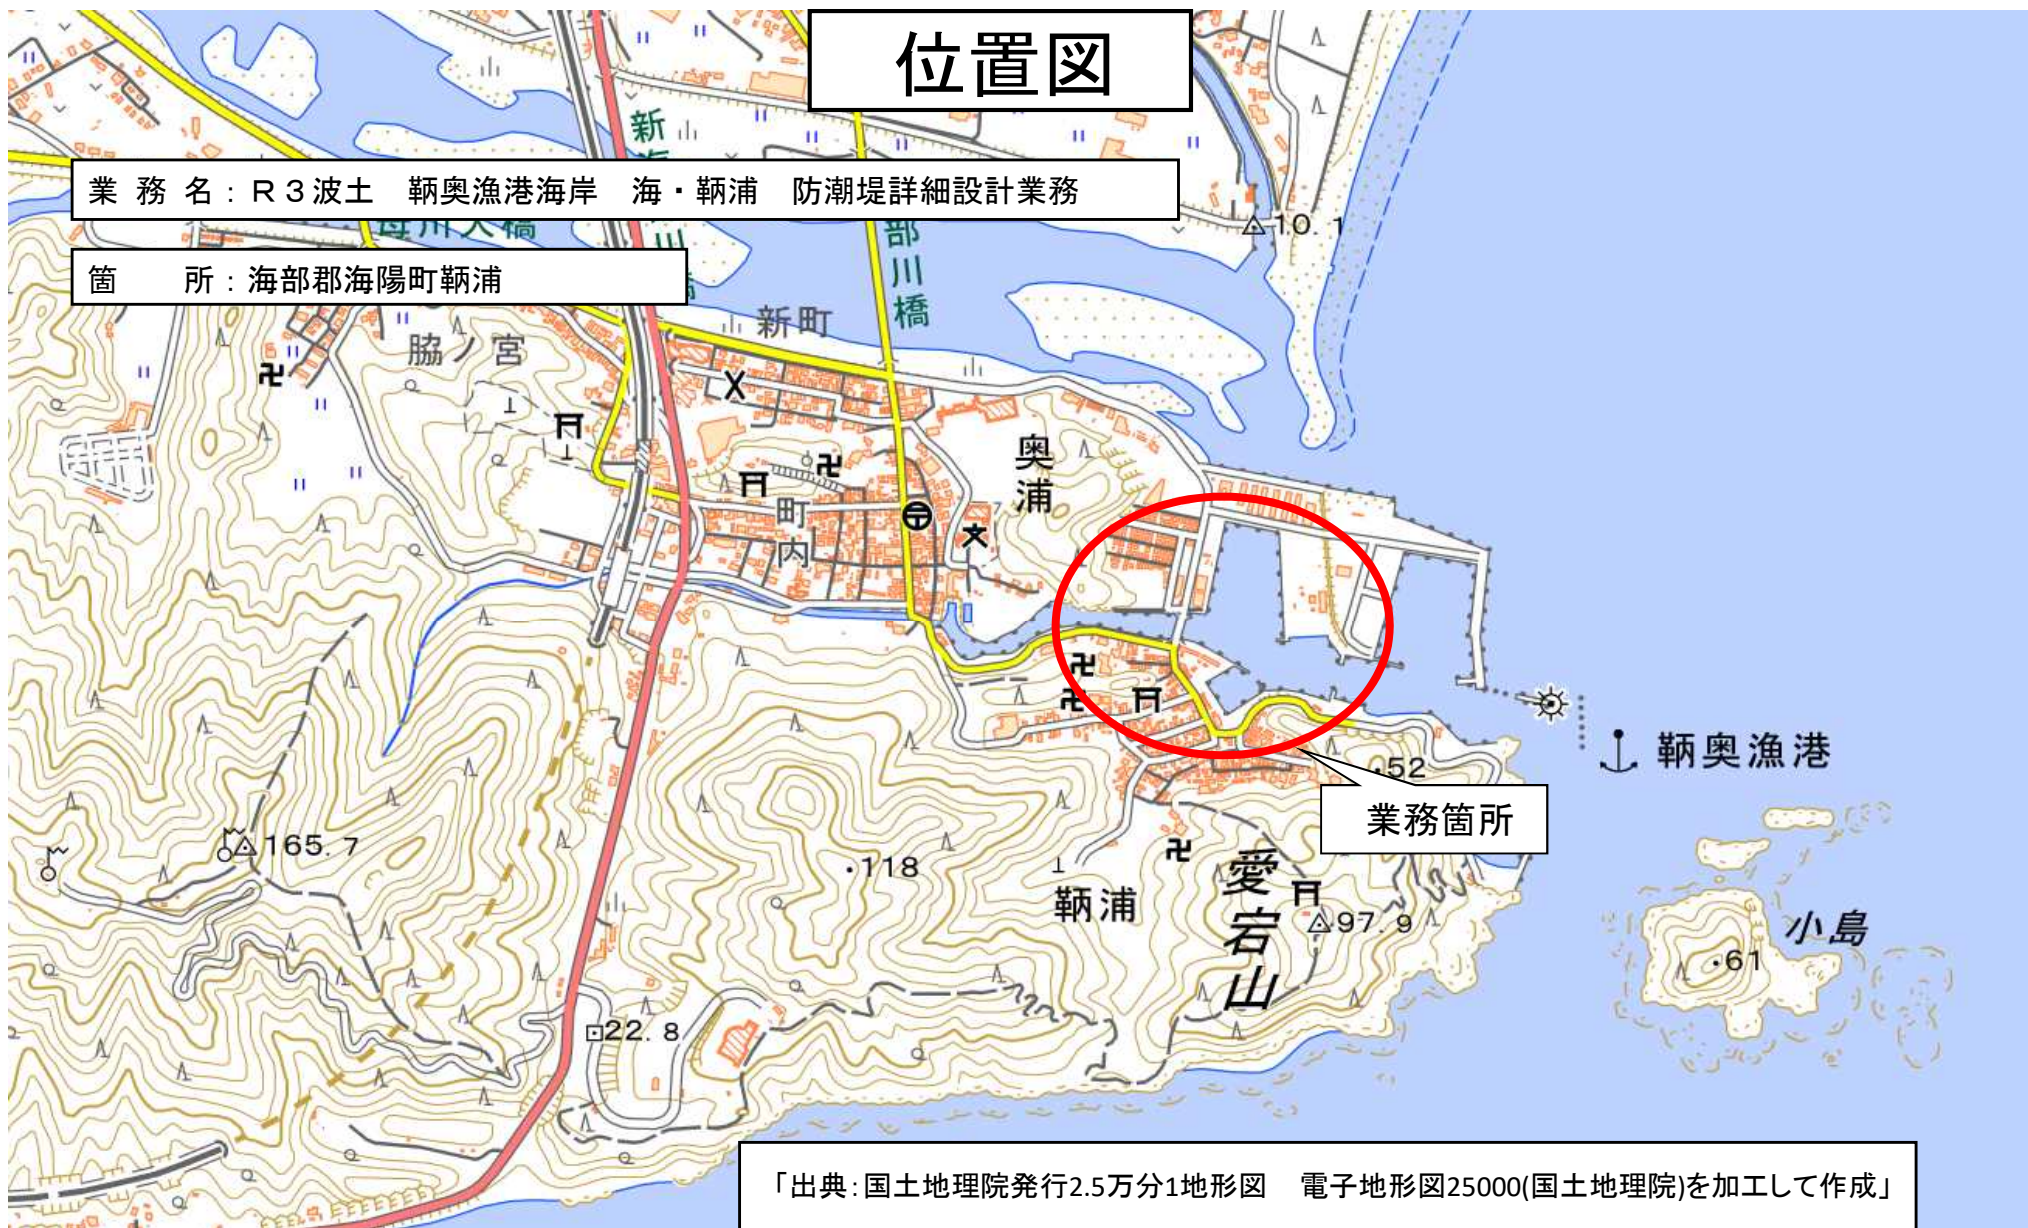 位置図
業 務 名：Ｒ３波土　鞆奥漁港海岸　海・鞆浦　防潮堤詳細設計業務
箇　　所：海部郡海陽町鞆浦
10.1
部川橋
新町
脇ノ宮
奥浦
町内
鞆奥漁港
52
業務箇所
165.7
118
鞆浦
愛宕山
97.9
小島
61
22.8
「出典：国土地理院発行2.5万分1地形図　電子地形図25000(国土地理院)を加工して作成」